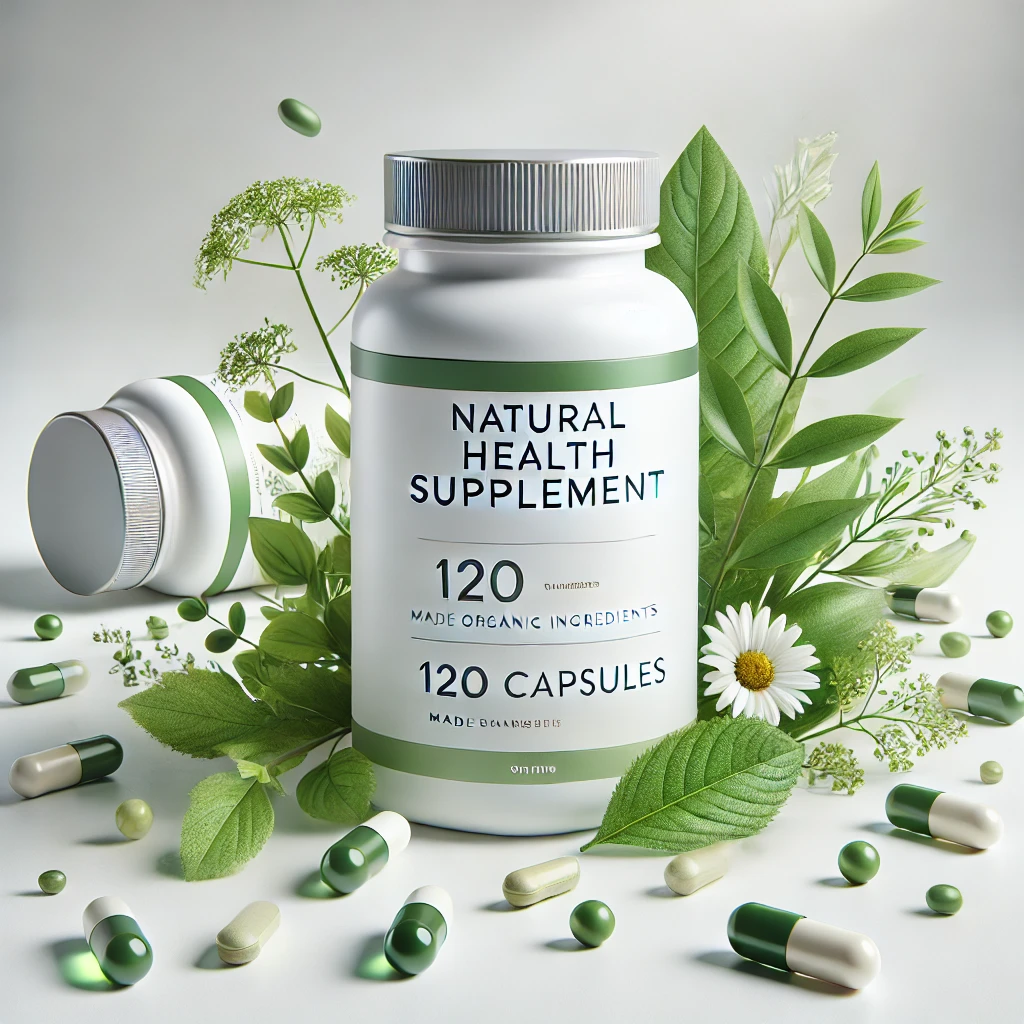 NATURAL
HEALTH
SUPPLEMENT
120
MADE ORGANIC INGREDIENTS
120 CAPSULES
MADE